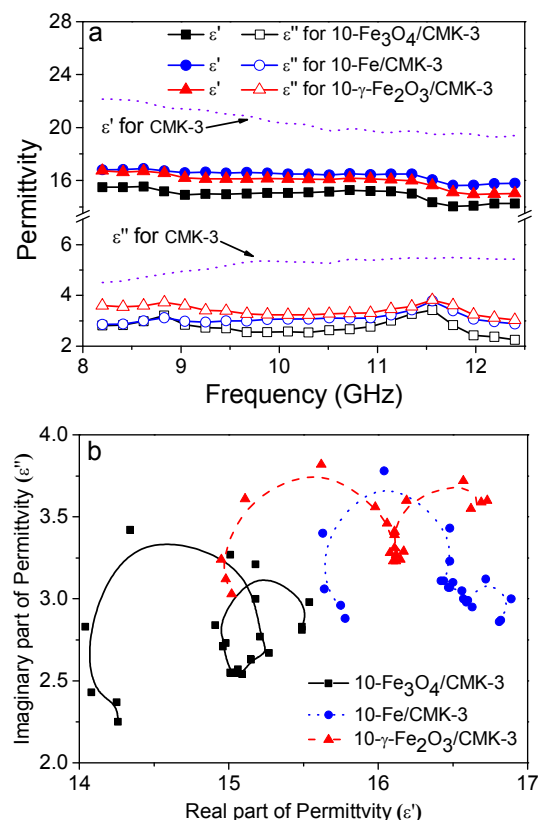 a
ε' ε'' for 10-Fe₃O₄/CMK-3
ε' ε'' for 10-Fe/CMK-3
ε' ε'' for 10-γ-Fe₂O₃/CMK-3
28
26
24
20
16
6
4
2
ε' for CMK-3
ε'' for CMK-3
Permittvity
8 9 10 11 12
Frequency (GHz)
b
4.0
3.5
3.0
2.5
2.0
Imaginary part of Permittvity (ε'')
10-Fe₃O₄/CMK-3
10-Fe/CMK-3
10-γ-Fe₂O₃/CMK-3
14 15 16 17
Real part of Permittvity (ε')